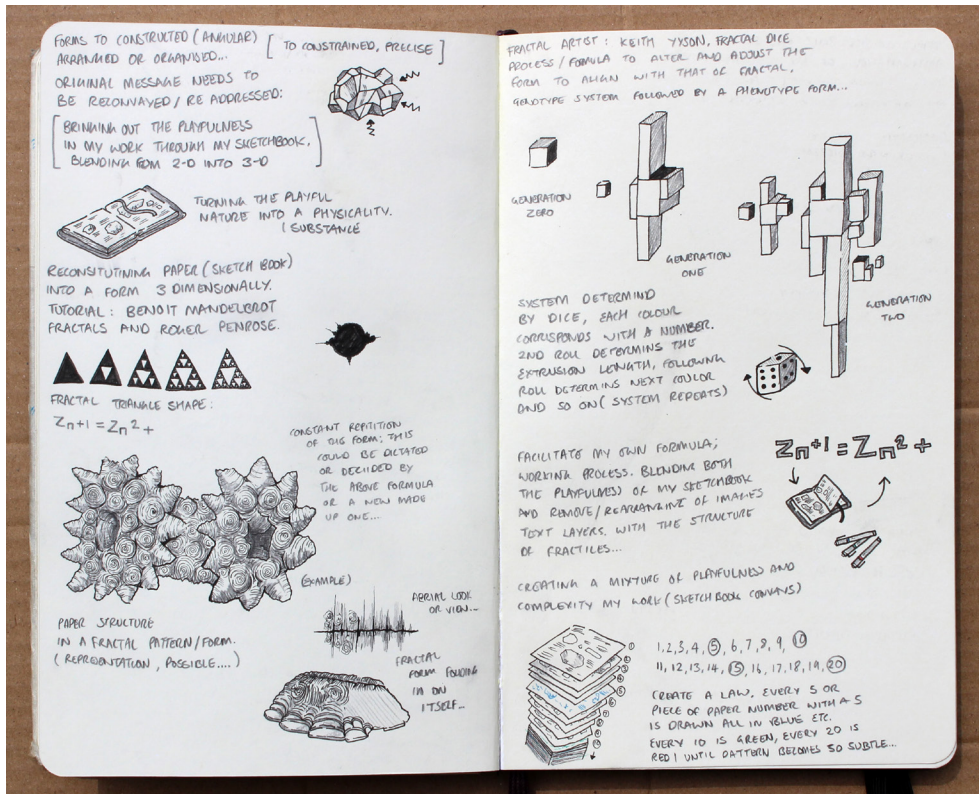 FORMS TO CONSTRUCTED (ANGULAR)
ARRANGED OR ORGANISED...
[TO CONSTRAINED, PRECISE]
ORIGINAL MESSAGE NEEDS TO
BE RECONVAYED / RE ADDRESSED:
[BRINGING OUT THE PLAYFULNESS
IN MY WORK THROUGH MY SKETCHBOOK,
BLENDING FROM 2-D INTO 3-D]
TURNING THE PLAYFUL
NATURE INTO A PHYSICALITY.
/ SUBSTANCE
RECONSITUTINING PAPER (SKETCH BOOK)
INTO A FORM 3 DIMENSIONALLY.
TUTORIAL: BENOIT MANDELBROT
FRACTALS AND ROGER PENROSE.
FRACTAL TRIANGLE SHAPE:
Zn+1 = Zn² +
CONSTANT REPITITION
OF BIG FORM; THIS
COULD BE DICTATED
OR DECIDED BY
THE ABOVE FORMULA
OR A NEW MADE
UP ONE...
PAPER STRUCTURE
IN A FRACTAL PATTERN/FORM.
(REPRESENTATION, POSSIBLE....)
(EXAMPLE)
AERIAL LOOK
OR VIEW...
FRACTAL
FORM FOLDING
IN ON
ITSELF...
FRACTAL ARTIST: KEITH TYSON, FRACTAL DICE
PROCESS/FORMULA TO ALTER AND ADJUST THE
FORM TO ALIGN WITH THAT OF FRACTAL.
GENOTYPE SYSTEM FOLLOWED BY A PHENOTYPE FORM...
GENERATION
ZERO
GENERATION
ONE
GENERATION
TWO
SYSTEM DETERMIND
BY DICE, EACH COLOUR
CORRISPONDS WITH A NUMBER.
2ND ROLL DETERMINS THE
EXTRUSION LENGTH, FOLLOWING
ROLL DETERMINS NEXT COULOR
AND SO ON (SYSTEM REPEATS)
FACILITATE MY OWN FORMULA;
WORKING PROCESS. BLENDING BOTH
THE PLAYFULNESS OF MY SKETCHBOOK
AND REMOVE/REARRANGING OF IMAGES
TEXT LAYERS. WITH THE STRUCTURE
OF FRACTILES...
Zn+1 = Zn² +
CREATING A MIXTURE OF PLAYFULNESS AND
COMPLEXITY MY WORK (SKETCHBOOK CONVANS)
1, 2, 3, 4, 5, 6, 7, 8, 9, 10
11, 12, 13, 14, 15, 16, 17, 18, 19, 20
CREATE A LAW, EVERY 5 OR
PIECE OF PAPER NUMBER WITH A 5
IS DRAWN ALL IN BLUE ETC.
EVERY 10 IS GREEN, EVERY 20 IS
RED / UNTIL PATTERN BECOMES SO SUBTLE...